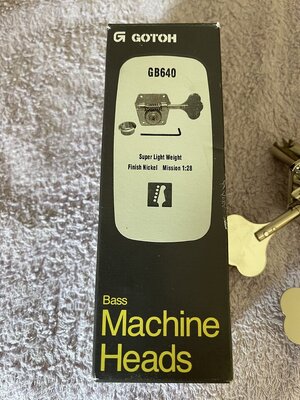 GOTOH
GB640
Super Light Weight
Finish Nickel Mission 1:28
Bass
Machine
Heads